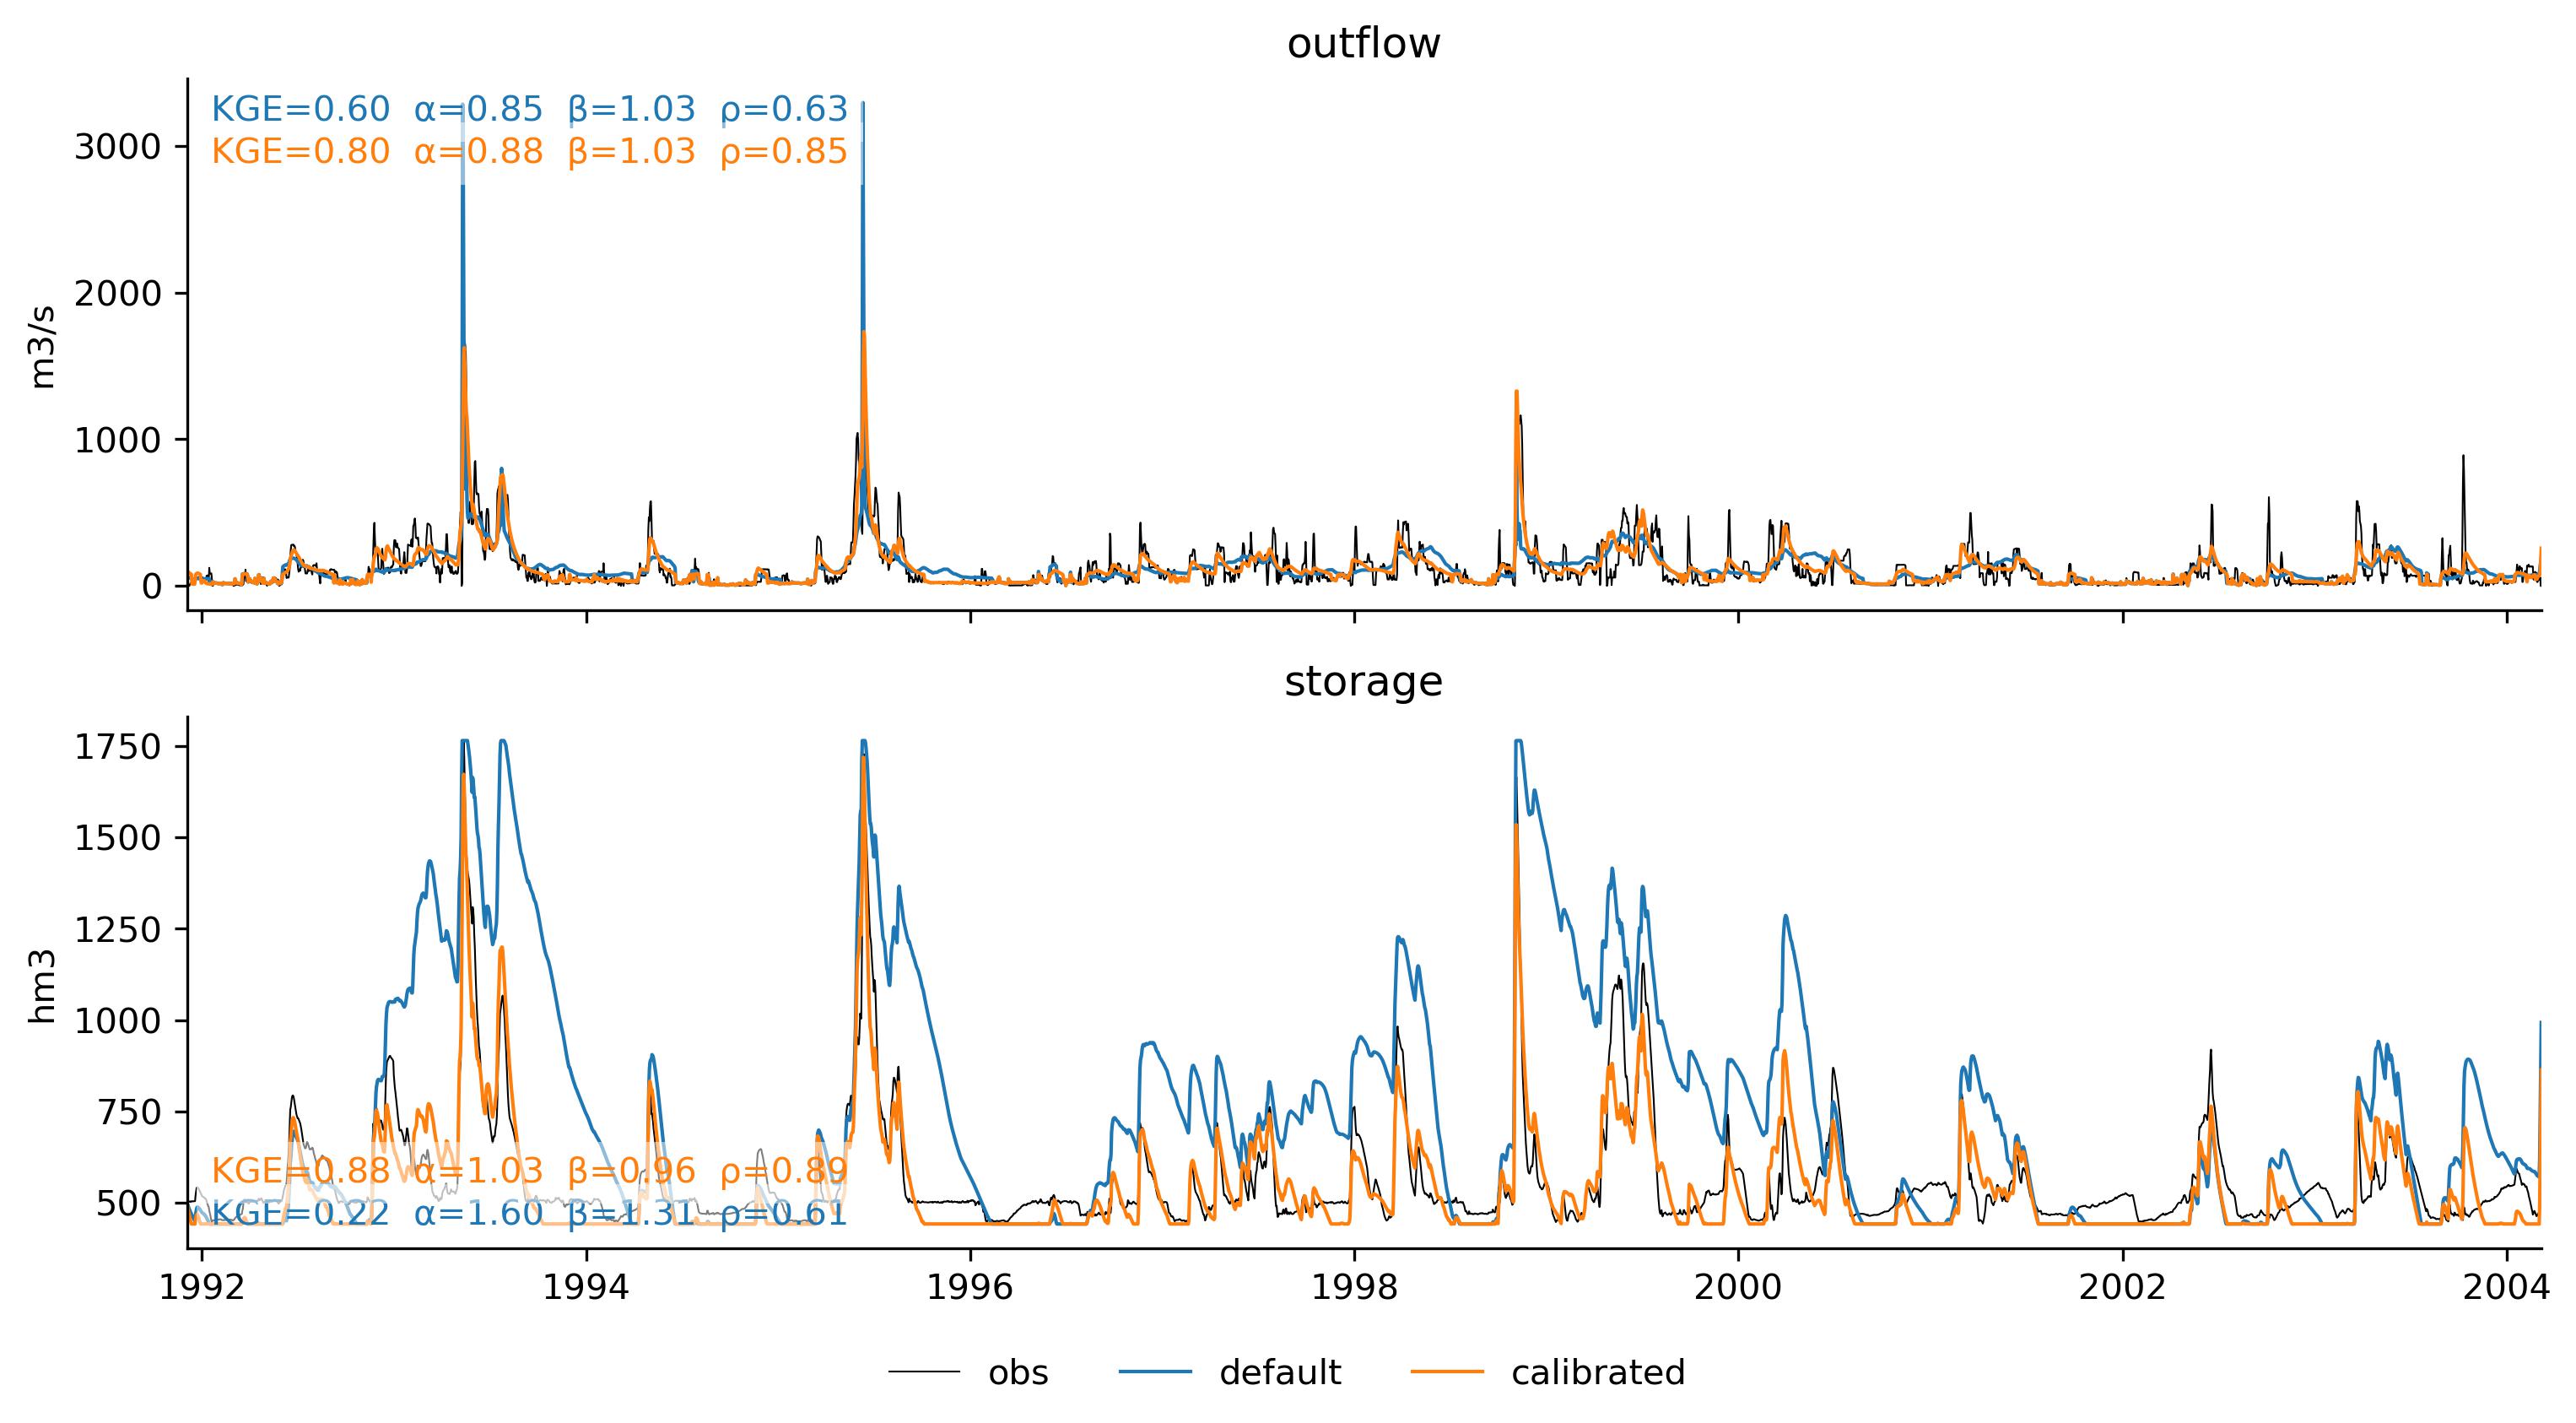 outflow
KGE=0.60 α=0.85 β=1.03 ρ=0.63
KGE=0.80 α=0.88 β=1.03 ρ=0.85
3000
2000
1000
0
m3/s
storage
1750
1500
1250
1000
750
500
hm3
KGE=0.88 α=1.03 β=0.96 ρ=0.89
KGE=0.22 α=1.60 β=1.31 ρ=0.61
1992 1994 1996 1998 2000 2002 2004
obs default calibrated